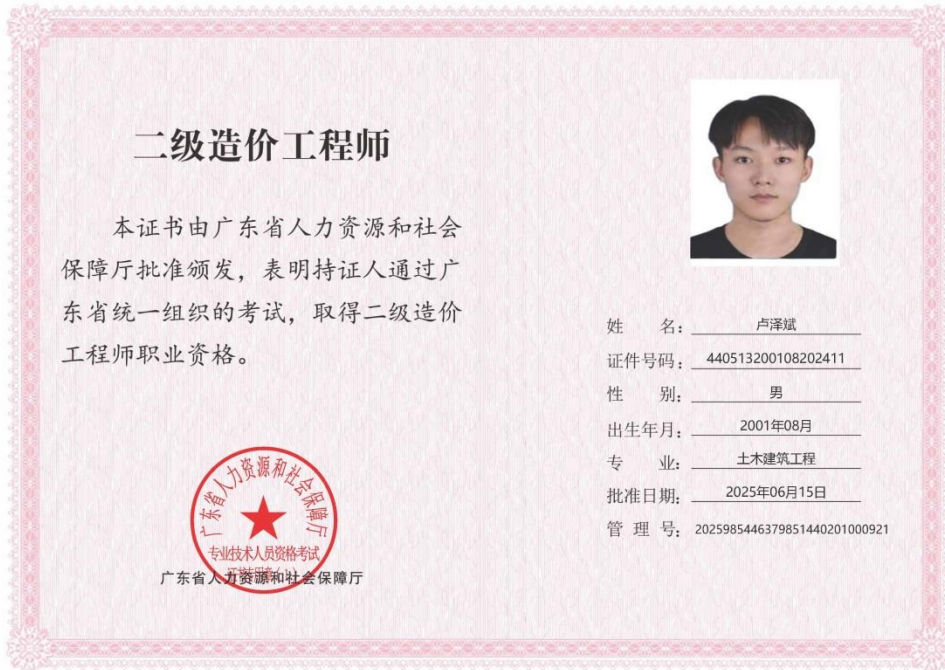 二级造价工程师
本证书由广东省人力资源和社会
保障厅批准颁发，表明持证人通过广
东省统一组织的考试，取得二级造价
工程师职业资格。
姓 名：卢泽斌
证件号码：440513200108202411
性 别：男
出生年月：2001年08月
专 业：土木建筑工程
批准日期：2025年06月15日
管 理 号：2025985446379851440201000921
广东省人力资源和社会保障厅
专业技术人员资格考试
广东省人力资源和社会保障厅